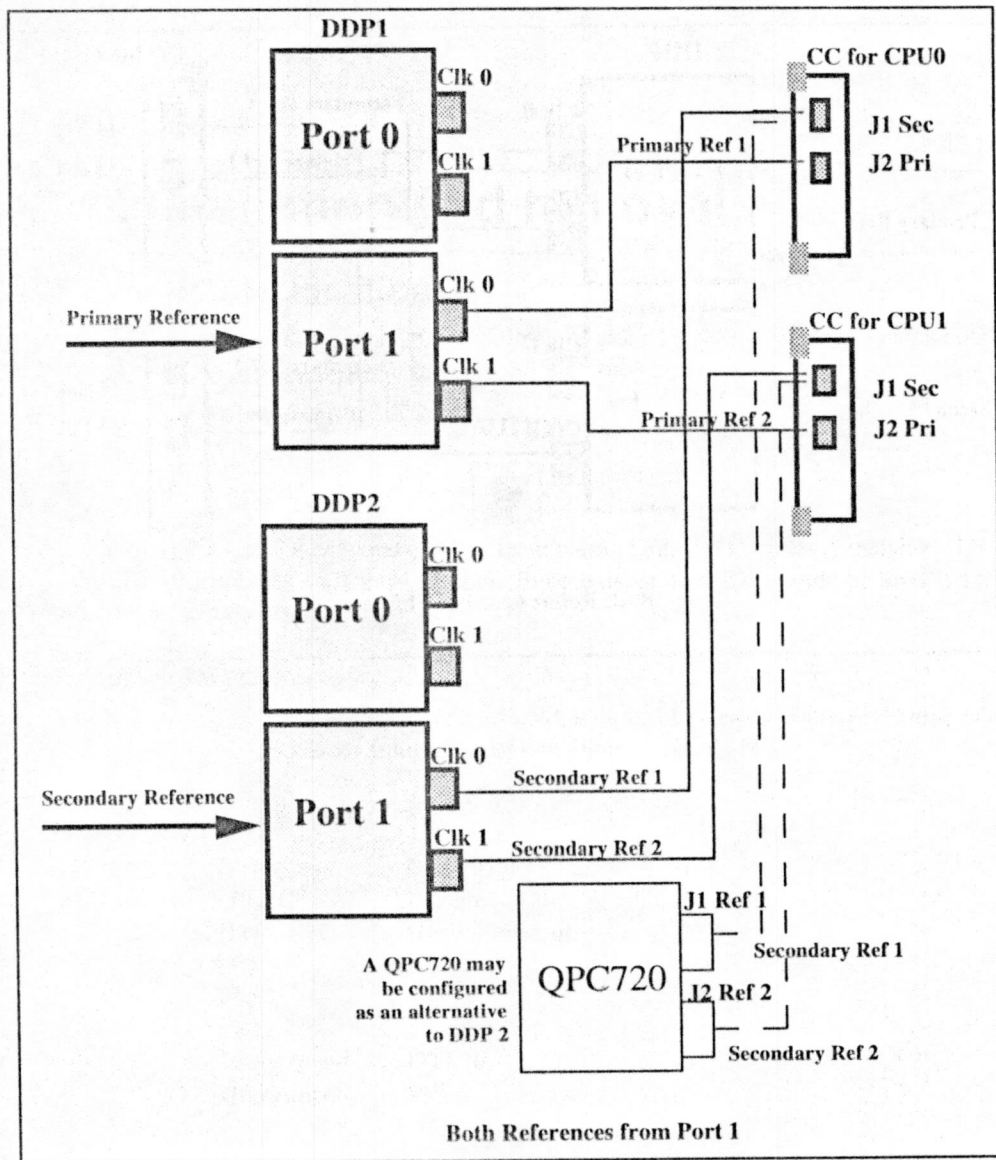 DDP1
CC for CPU0
Clk 0
Port 0
Clk 1
J1 Sec
Primary Ref 1
J2 Pri
Clk 0
Primary Reference
Port 1
CC for CPU1
Clk 1
J1 Sec
Primary Ref 2
J2 Pri
DDP2
Clk 0
Port 0
Clk 1
Clk 0
Secondary Ref 1
Secondary Reference
Port 1
Clk 1
Secondary Ref 2
J1 Ref 1
Secondary Ref 1
A QPC720 may
be configured
as an alternative
to DDP 2
QPC720
J2 Ref 2
Secondary Ref 2
Both References from Port 1